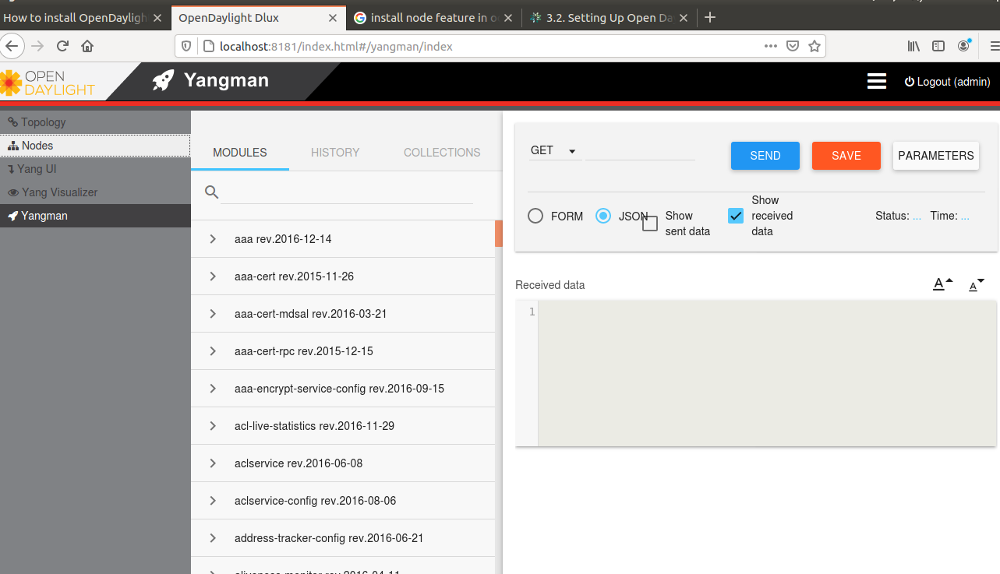 How to install OpenDayligh
OpenDaylight Dlux
install node feature in o
3.2. Setting Up Open Da
localhost:8181/index.html#/yangman/index
OPEN
DAYLIGHT
Yangman
Logout (admin)
Topology
Nodes
Yang UI
Yang Visualizer
Yangman
MODULES
HISTORY
COLLECTIONS
aaa rev.2016-12-14
aaa-cert rev.2015-11-26
aaa-cert-mdsal rev.2016-03-21
aaa-cert-rpc rev.2015-12-15
aaa-encrypt-service-config rev.2016-09-15
acl-live-statistics rev.2016-11-29
aclservice rev.2016-06-08
aclservice-config rev.2016-08-06
address-tracker-config rev.2016-06-21
GET
SEND
SAVE
PARAMETERS
FORM
JSON
Show
sent data
Show
received
data
Status: ...
Time: ...
Received data
A
A
1